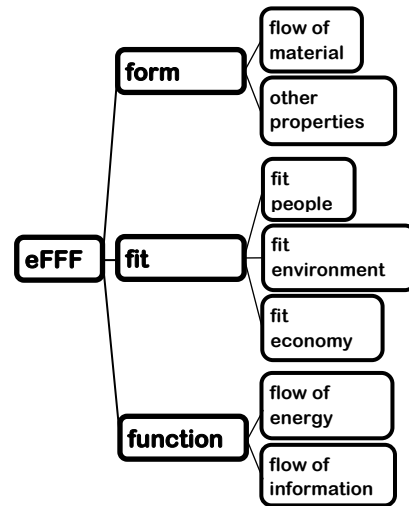 eFFF
form
flow of
material
other
properties
fit
fit
people
fit
environment
fit
economy
function
flow of
energy
flow of
information